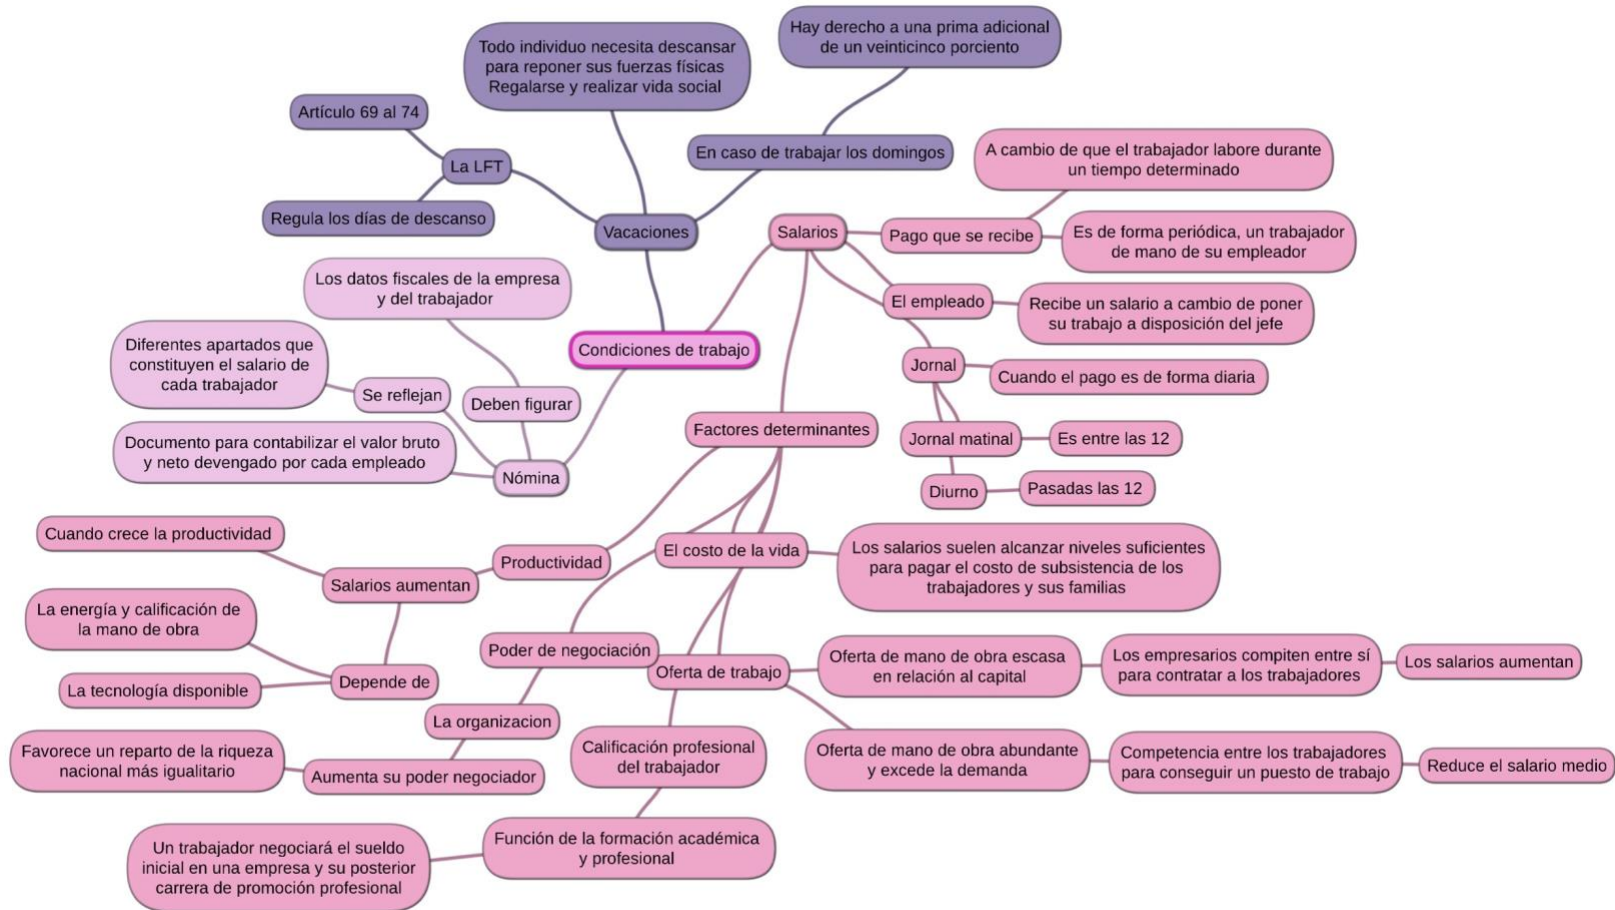 Todo individuo necesita descansar
para reponer sus fuerzas físicas
Regalarse y realizar vida social
Hay derecho a una prima adicional
de un veinticinco porciento
Artículo 69 al 74
La LFT
Regula los días de descanso
En caso de trabajar los domingos
Vacaciones
Condiciones de trabajo
Salarios
Pago que se recibe
A cambio de que el trabajador labore durante
un tiempo determinado
Es de forma periódica, un trabajador
de mano de su empleador
El empleado
Recibe un salario a cambio de poner
su trabajo a disposición del jefe
Jornal
Cuando el pago es de forma diaria
Jornal matinal
Es entre las 12
Diurno
Pasadas las 12
Los datos fiscales de la empresa
y del trabajador
Deben figurar
Diferentes apartados que
constituyen el salario de
cada trabajador
Se reflejan
Documento para contabilizar el valor bruto
y neto devengado por cada empleado
Nómina
Factores determinantes
Productividad
Salarios aumentan
Cuando crece la productividad
Depende de
La energía y calificación de
la mano de obra
La tecnología disponible
El costo de la vida
Los salarios suelen alcanzar niveles suficientes
para pagar el costo de subsistencia de los
trabajadores y sus familias
Poder de negociación
La organizacion
Aumenta su poder negociador
Favorece un reparto de la riqueza
nacional más igualitario
Oferta de trabajo
Oferta de mano de obra escasa
en relación al capital
Los empresarios compiten entre sí
para contratar a los trabajadores
Los salarios aumentan
Oferta de mano de obra abundante
y excede la demanda
Competencia entre los trabajadores
para conseguir un puesto de trabajo
Reduce el salario medio
Calificación profesional
del trabajador
Función de la formación académica
y profesional
Un trabajador negociará el sueldo
inicial en una empresa y su posterior
carrera de promoción profesional